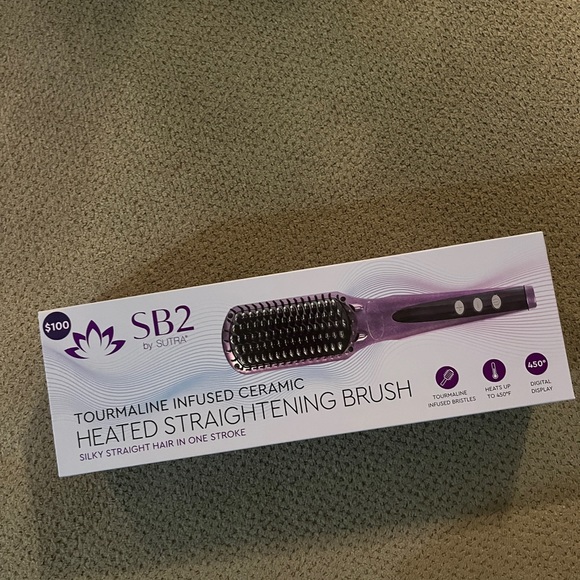 $100
SB2
by SUTRA
TOURMALINE INFUSED CERAMIC
HEATED STRAIGHTENING BRUSH
SILKY STRAIGHT HAIR IN ONE STROKE
TOURMALINE
INFUSED BRISTLES
HEATS UP
TO 450°F
450°
DIGITAL
DISPLAY